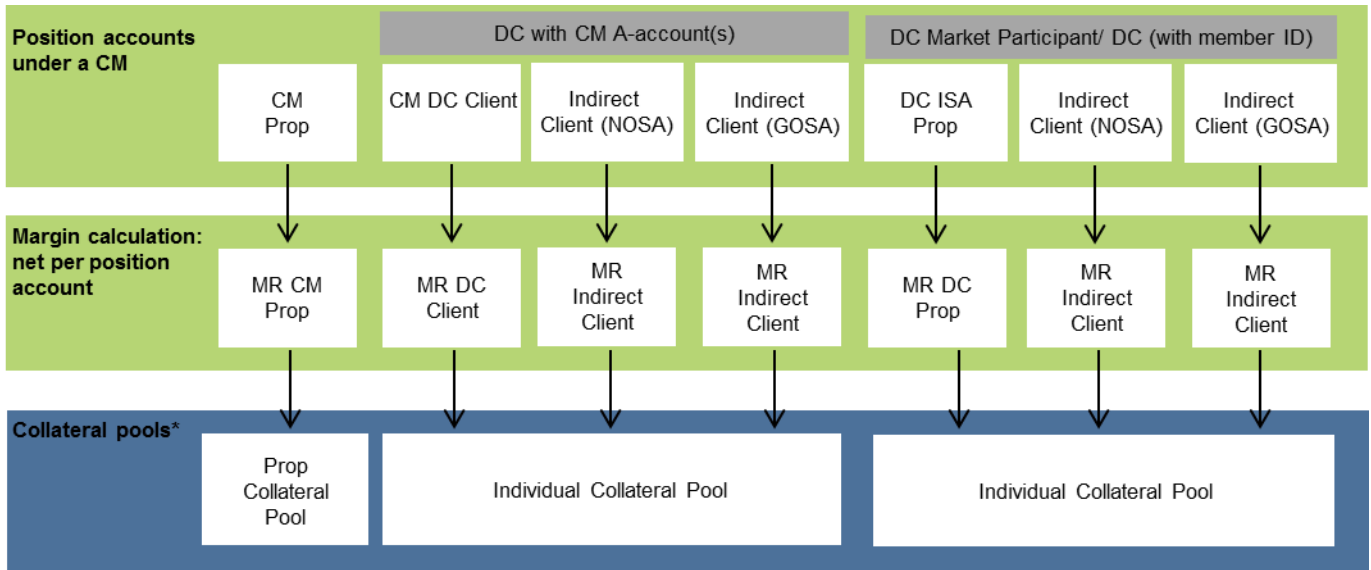 Position accounts
under a CM
DC with CM A-account(s)
DC Market Participant/ DC (with member ID)
CM
Prop
CM DC Client
Indirect
Client (NOSA)
Indirect
Client (GOSA)
DC ISA
Prop
Indirect
Client (NOSA)
Indirect
Client (GOSA)
Margin calculation:
net per position
account
MR CM
Prop
MR DC
Client
MR
Indirect
Client
MR
Indirect
Client
MR DC
Prop
MR
Indirect
Client
MR
Indirect
Client
Collateral pools*
Prop
Collateral
Pool
Individual Collateral Pool
Individual Collateral Pool